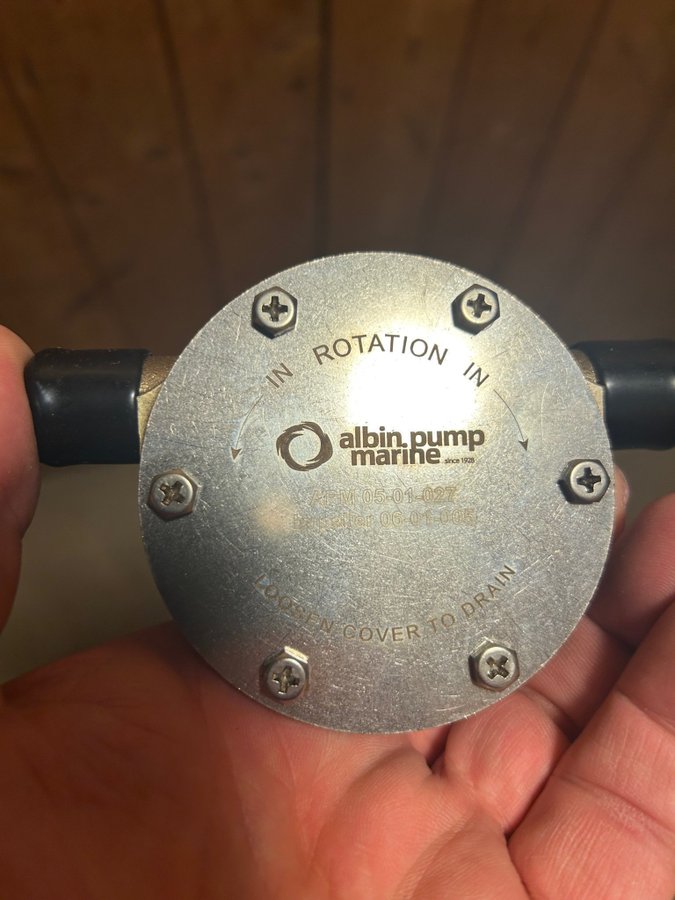 IN ROTATION IN
albin pump
marine since 1928
APM 05-01-027
Impeller 06-01-005
LOOSEN COVER TO DRAIN